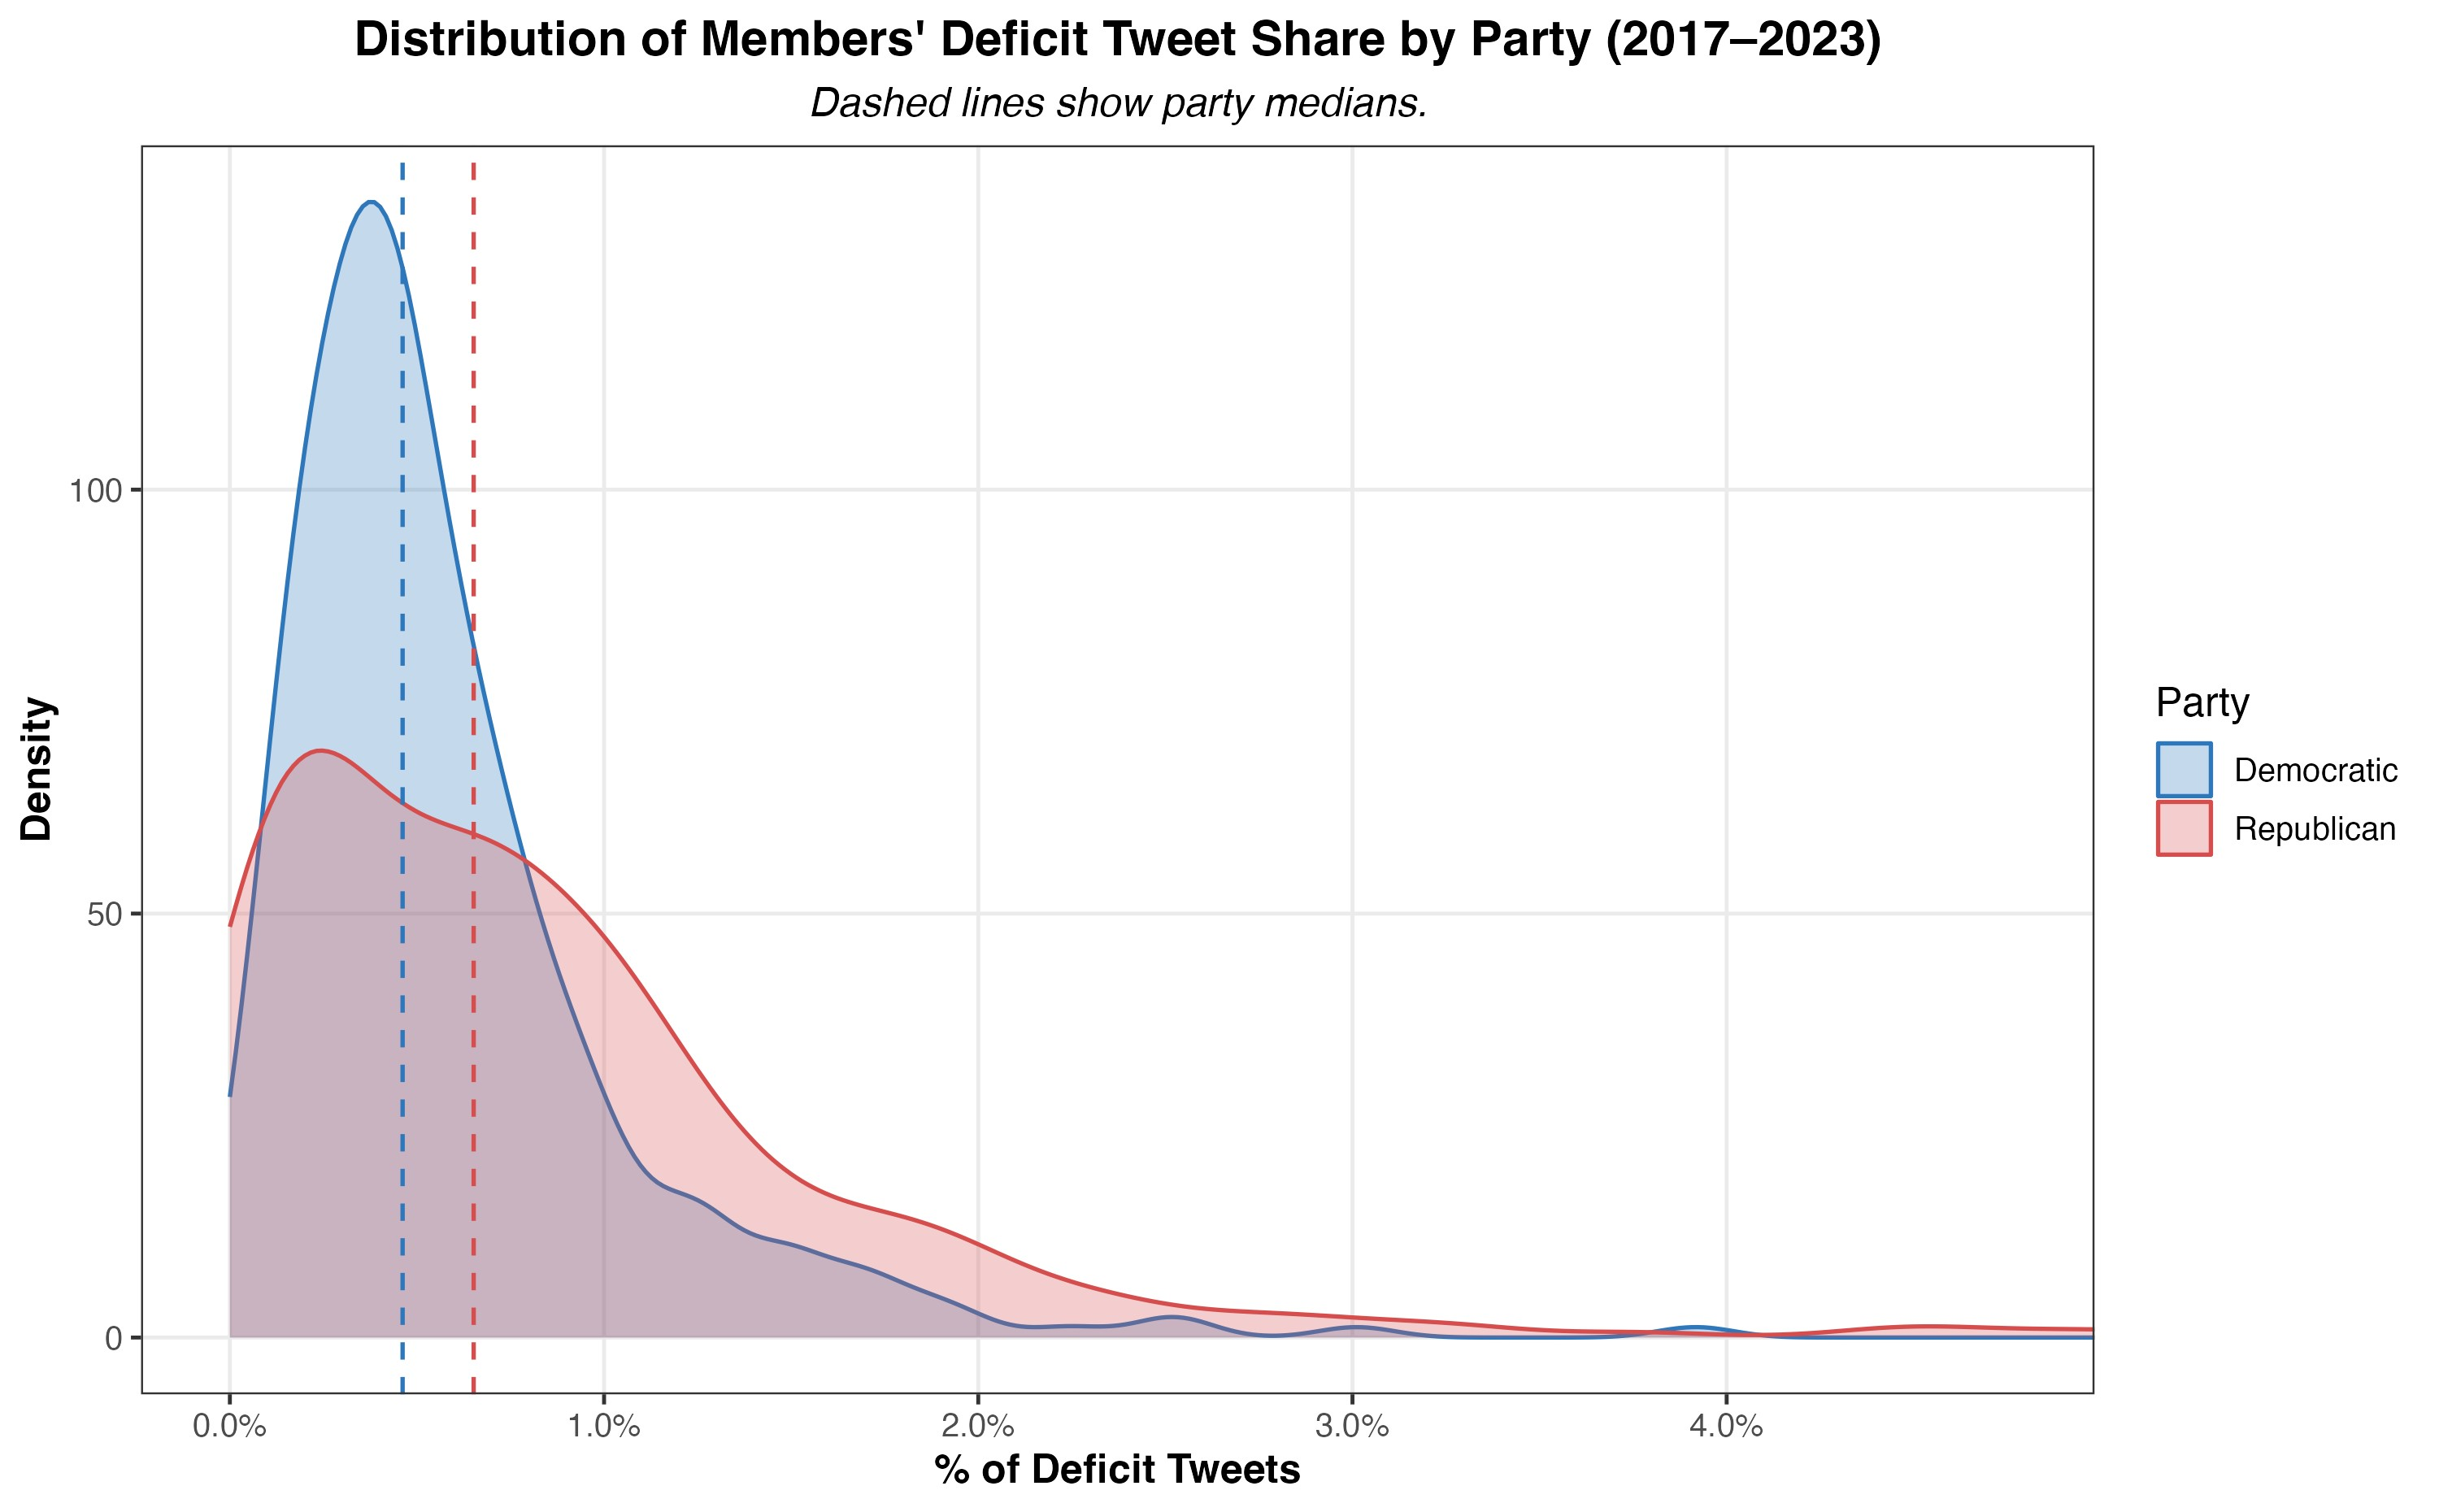 Distribution of Members' Deficit Tweet Share by Party (2017–2023)
Dashed lines show party medians.
Density
100
50
0
0.0%
1.0%
2.0%
3.0%
4.0%
% of Deficit Tweets
Party
Democratic
Republican